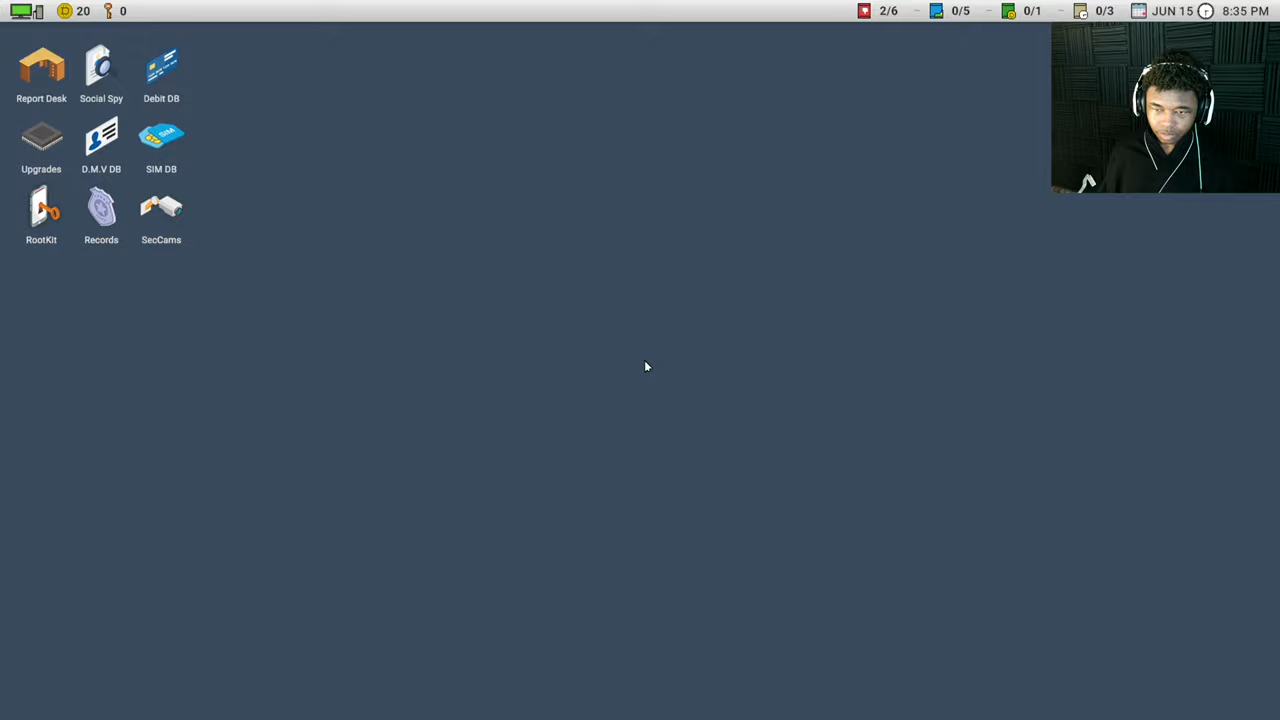 20 0 2/6 0/5 0/1 0/3 JUN 15 8:35 PM
Report Desk Social Spy Debit DB
Upgrades D.M.V DB SIM DB
RootKit Records SecCams